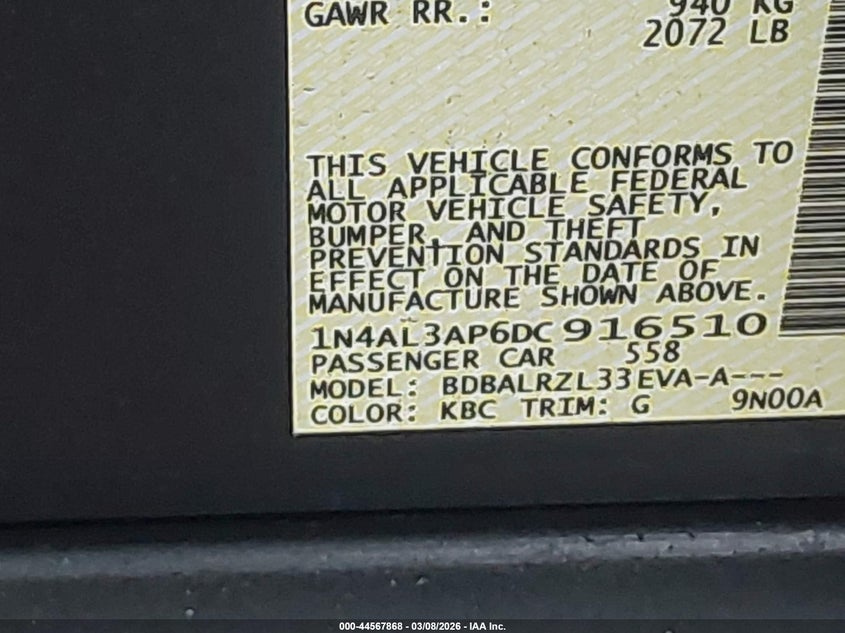 GAWR RR.: 940 KG
2072 LB
THIS VEHICLE CONFORMS TO
ALL APPLICABLE FEDERAL
MOTOR VEHICLE SAFETY,
BUMPER, AND THEFT
PREVENTION STANDARDS IN
EFFECT ON THE DATE OF
MANUFACTURE SHOWN ABOVE.
1N4AL3AP6DC916510
PASSENGER CAR 558
MODEL: BDBALRZL33EVA-A---
COLOR: KBC TRIM: G 9N00A
000-44567868 - 03/08/2026 - IAA Inc.